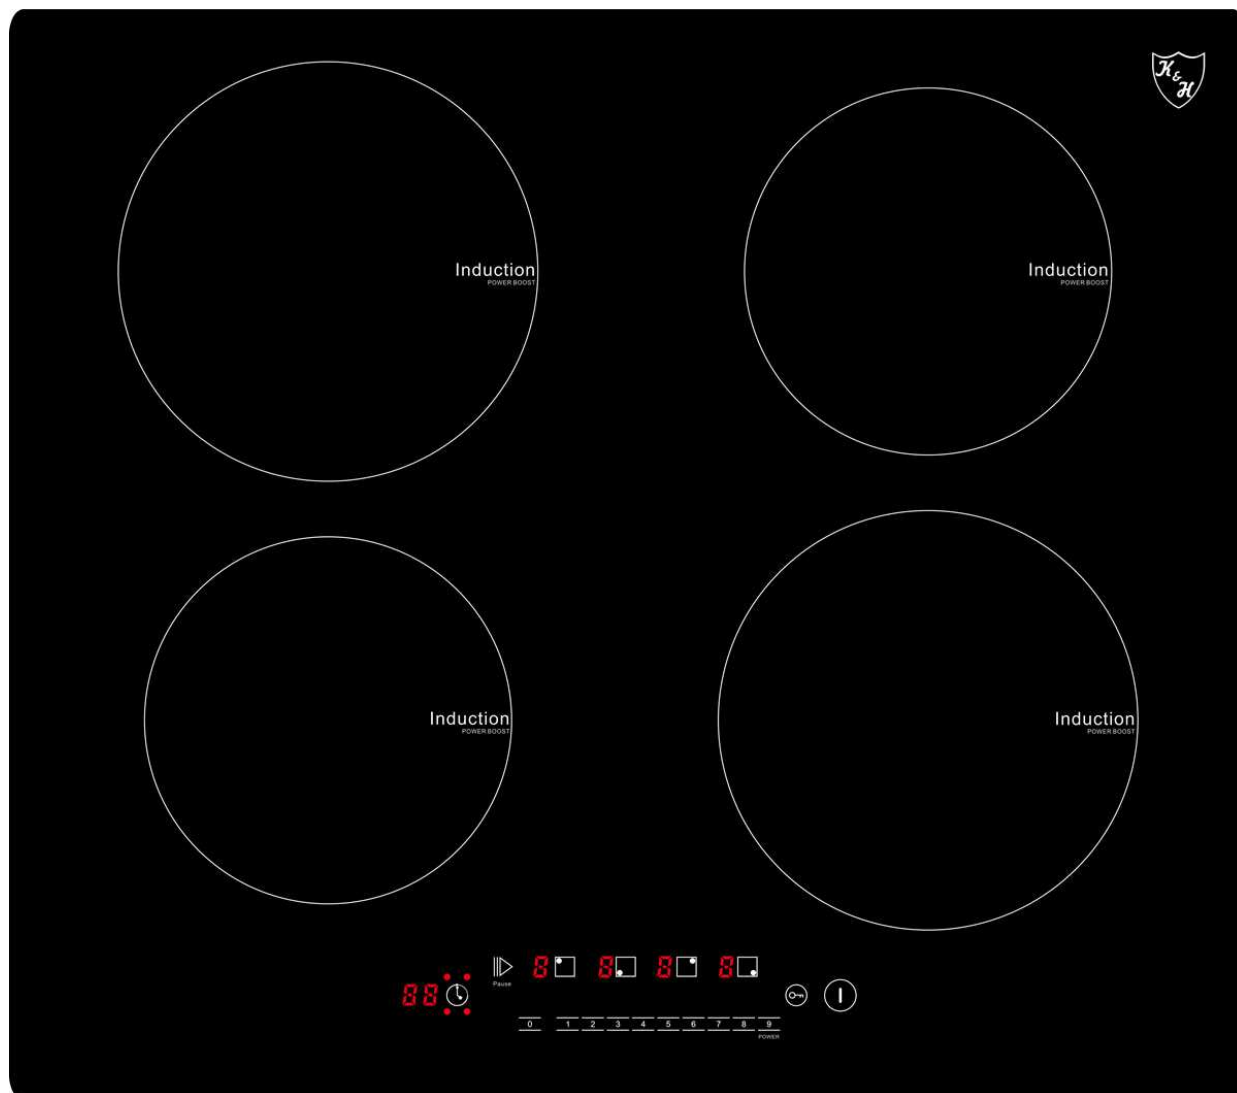 K & H
Induction
POWER BOOST
Induction
POWER BOOST
Induction
POWER BOOST
Induction
POWER BOOST
Pause
8 8 8 8
88
0 1 2 3 4 5 6 7 8 9
POWER